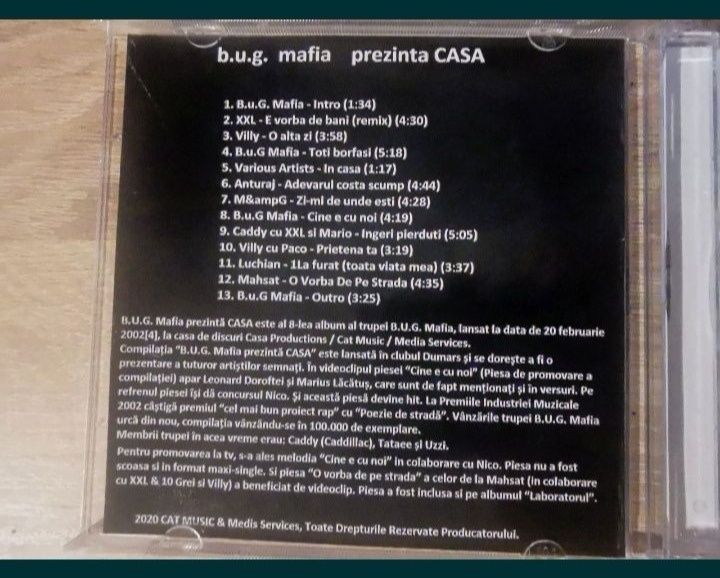 b.u.g. mafia prezinta CASA
1. B.u.G. Mafia - Intro (1:34)
2. XXL - E vorba de bani (remix) (4:30)
3. Villy - O alta zi (3:58)
4. B.u.G Mafia - Toti borfasi (5:18)
5. Various Artists - In casa (1:17)
6. Anturaj - Adevarul costa scump (4:44)
7. M&ampG - Zi-mi de unde esti (4:28)
8. B.u.G Mafia - Cine e cu noi (4:19)
9. Caddy cu XXL si Mario - Ingeri pierduti (5:05)
10. Villy cu Paco - Prietena ta (3:19)
11. Luchian - 1La furat (toata viata mea) (3:37)
12. Mahsat - O Vorba De Pe Strada (4:35)
13. B.u.G Mafia - Outro (3:25)
B.U.G. Mafia prezintă CASA este al 8-lea album al trupei B.U.G. Mafia, lansat la data de 20 februarie
2002[4], la casa de discuri Casa Productions / Cat Music / Media Services.
Compilația "B.U.G. Mafia prezintă CASA" este lansată în clubul Dumars și se dorește a fi o
prezentare a tuturor artiștilor semnați. În videoclipul piesei "Cine e cu noi" (Piesa de promovare a
compilației) apar Leonard Doroftei și Marius Lăcătuș, care sunt de fapt menționați și în versuri. Pe
refrenul piesei își dă concursul Nico. Și această piesă devine hit. La Premiile Industriei Muzicale
2002 câștigă premiul "cel mai bun proiect rap" cu "Poezie de stradă". Vânzările trupei B.U.G. Mafia
urcă din nou, compilația vânzându-se în 100.000 de exemplare.
Membrii trupei în acea vreme erau: Caddy (Caddillac), Tataee și Uzzi.
Pentru promovarea la tv, s-a ales melodia "Cine e cu noi" in colaborare cu Nico. Piesa nu a fost
scoasa si in format maxi-single. Si piesa "O vorba de pe strada" a celor de la Mahsat (in colaborare
cu XXL & 10 Grei si Villy) a beneficiat de videoclip. Piesa a fost inclusa si pe albumul "Laboratorul".
2020 CAT MUSIC & Medis Services, Toate Drepturile Rezervate Producatorului.